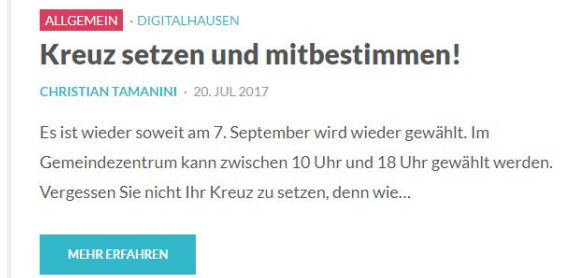 ALLGEMEIN - DIGITALHAUSEN
Kreuz setzen und mitbestimmen!
CHRISTIAN TAMANINI · 20. JUL 2017
Es ist wieder soweit am 7. September wird wieder gewählt. Im
Gemeindezentrum kann zwischen 10 Uhr und 18 Uhr gewählt werden.
Vergessen Sie nicht Ihr Kreuz zu setzen, denn wie...
MEHR ERFAHREN